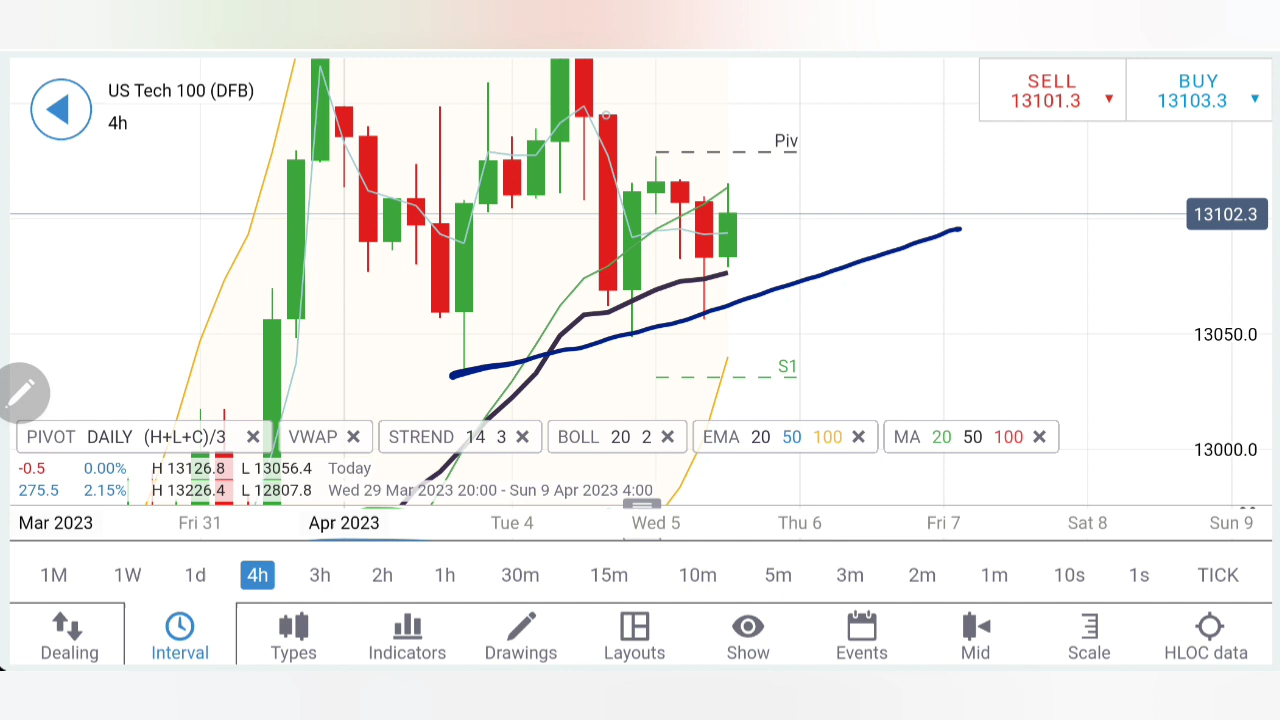 US Tech 100 (DFB)
4h
SELL
13101.3
BUY
13103.3
Piv
13102.3
13050.0
S1
PIVOT DAILY (H+L+C)/3
VWAP
STREND 14 3
BOLL 20 2
EMA 20 50 100
MA 20 50 100
13000.0
-0.5 0.00% H 13126.8 L 13056.4 Today
275.5 2.15% H 13226.4 L 12807.8 Wed 29 Mar 2023 20:00 - Sun 9 Apr 2023 4:00
Mar 2023 Fri 31 Apr 2023 Tue 4 Wed 5 Thu 6 Fri 7 Sat 8 Sun 9
1M 1W 1d 4h 3h 2h 1h 30m 15m 10m 5m 3m 2m 1m 10s 1s TICK
Dealing Interval Types Indicators Drawings Layouts Show Events Mid Scale HLOC data